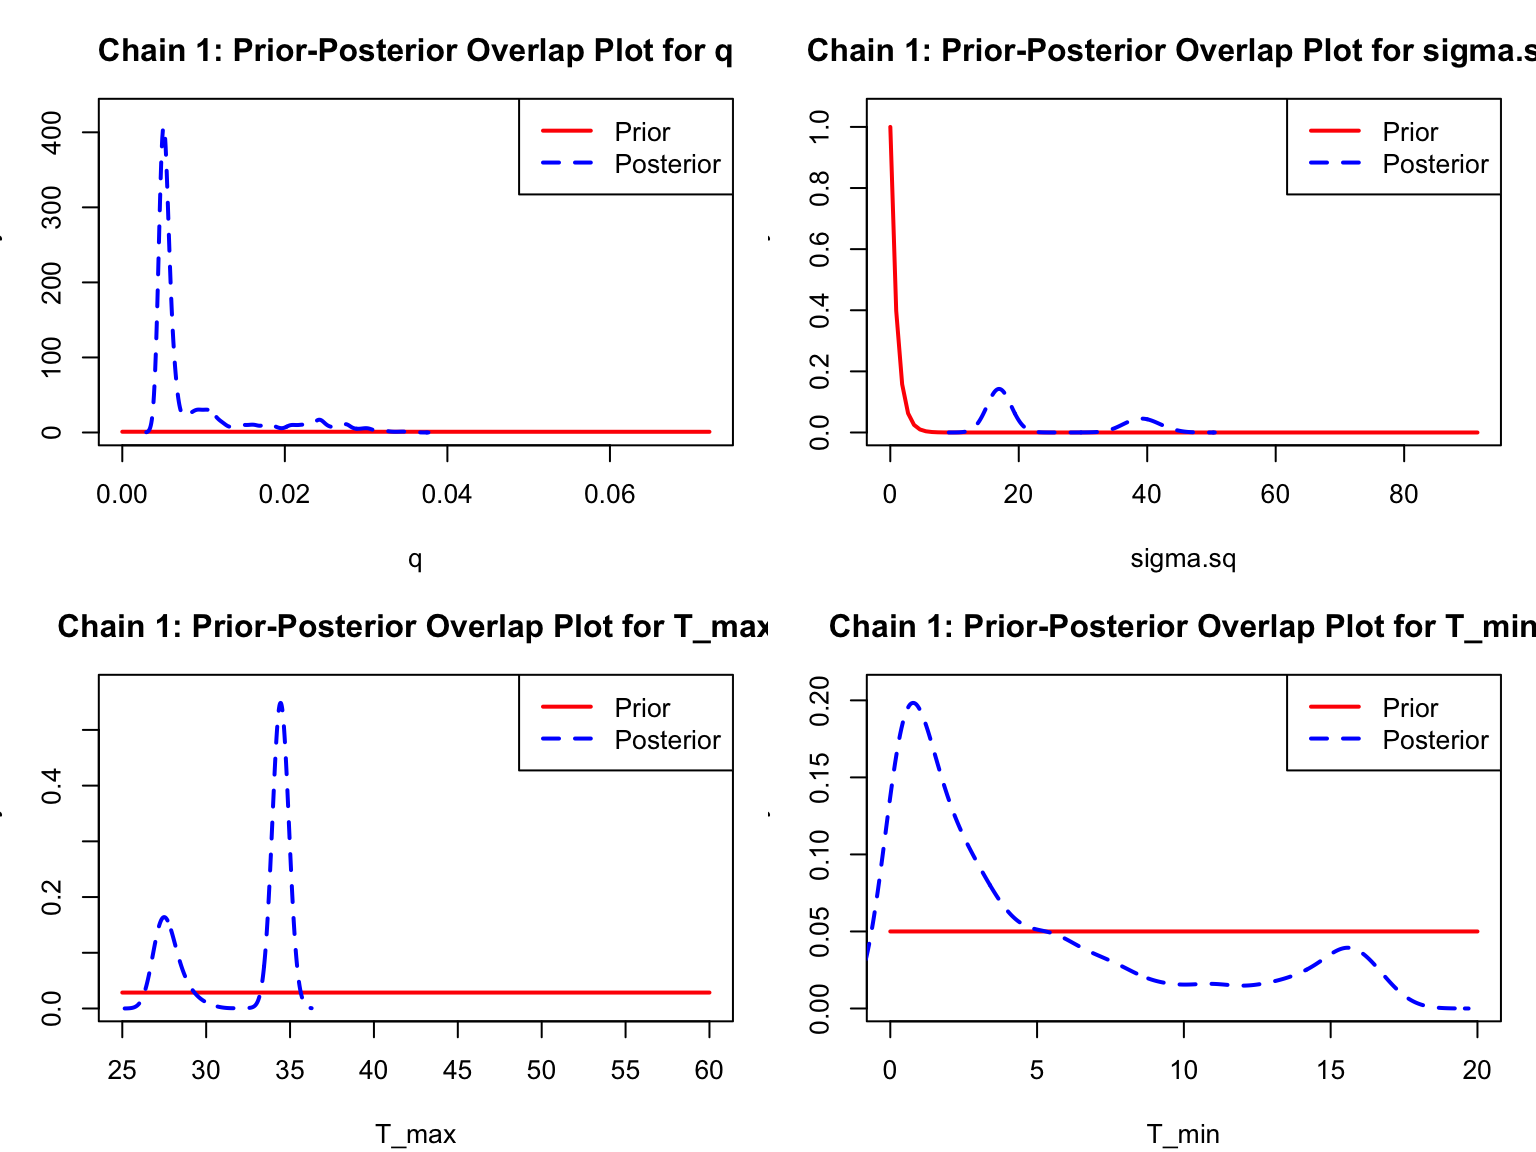 Chain 1: Prior-Posterior Overlap Plot for q
400
300
200
100
0
Prior
Posterior
0.00 0.02 0.04 0.06
q
Chain 1: Prior-Posterior Overlap Plot for sigma.s
1.0
0.8
0.6
0.4
0.2
0.0
Prior
Posterior
0 20 40 60 80
sigma.sq
Chain 1: Prior-Posterior Overlap Plot for T_max
0.4
0.2
0.0
Prior
Posterior
25 30 35 40 45 50 55 60
T_max
Chain 1: Prior-Posterior Overlap Plot for T_min
0.20
0.15
0.10
0.05
0.00
Prior
Posterior
0 5 10 15 20
T_min